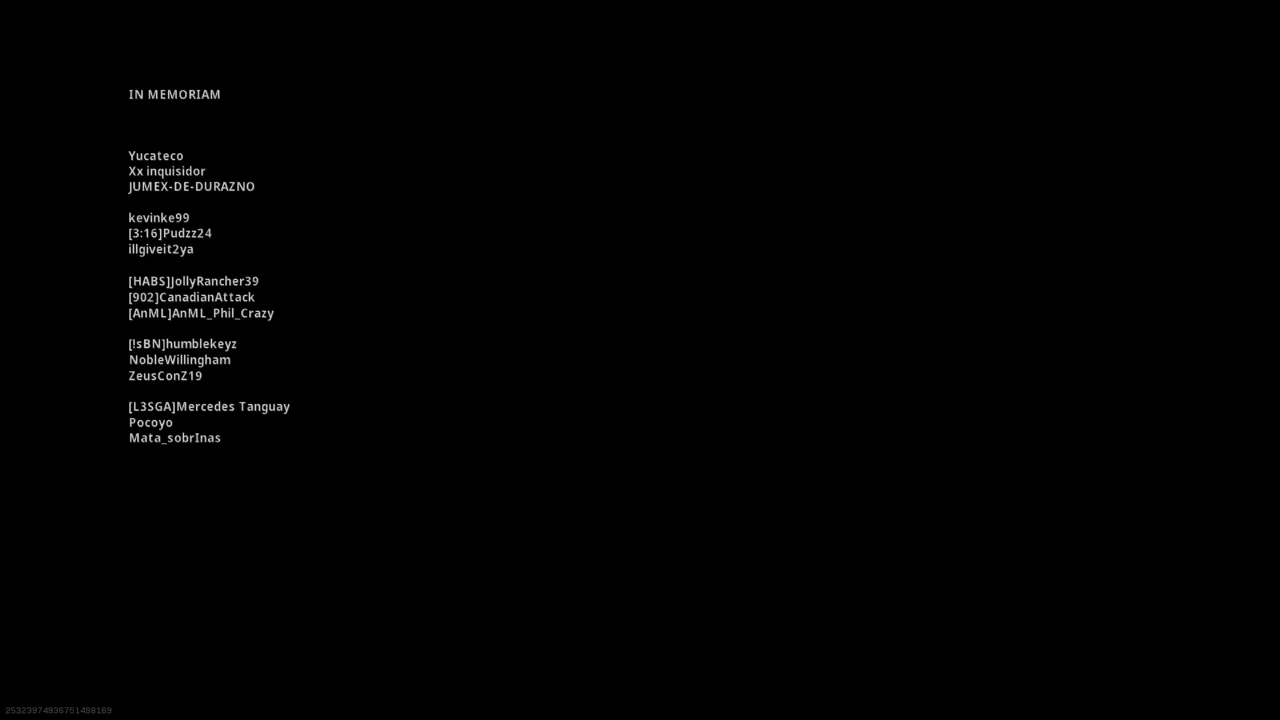 IN MEMORIAM
Yucateco
Xx inquisidor
JUMEX-DE-DURAZNO
kevinke99
[3:16]Pudzz24
illgiveit2ya
[HABS]JollyRancher39
[902]CanadianAttack
[AnML]AnML_Phil_Crazy
[!sBN]humblekeyz
NobleWillingham
ZeusConZ19
[L3SGA]Mercedes Tanguay
Pocoyo
Mata_sobrInas
25323974936751498169